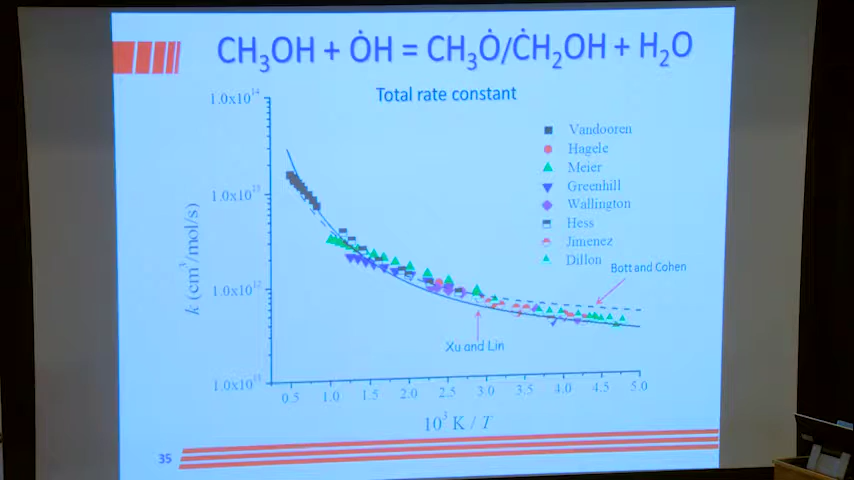 CH₃OH + ȮH = CH₃Ȯ/ĊH₂OH + H₂O
Total rate constant
1.0x10¹⁴
1.0x10¹³
1.0x10¹²
1.0x10¹¹
k (cm³/mol/s)
Vandooren
Hagele
Meier
Greenhill
Wallington
Hess
Jimenez
Dillon
Bott and Cohen
Xu and Lin
0.5 1.0 1.5 2.0 2.5 3.0 3.5 4.0 4.5 5.0
10³ K / T
35